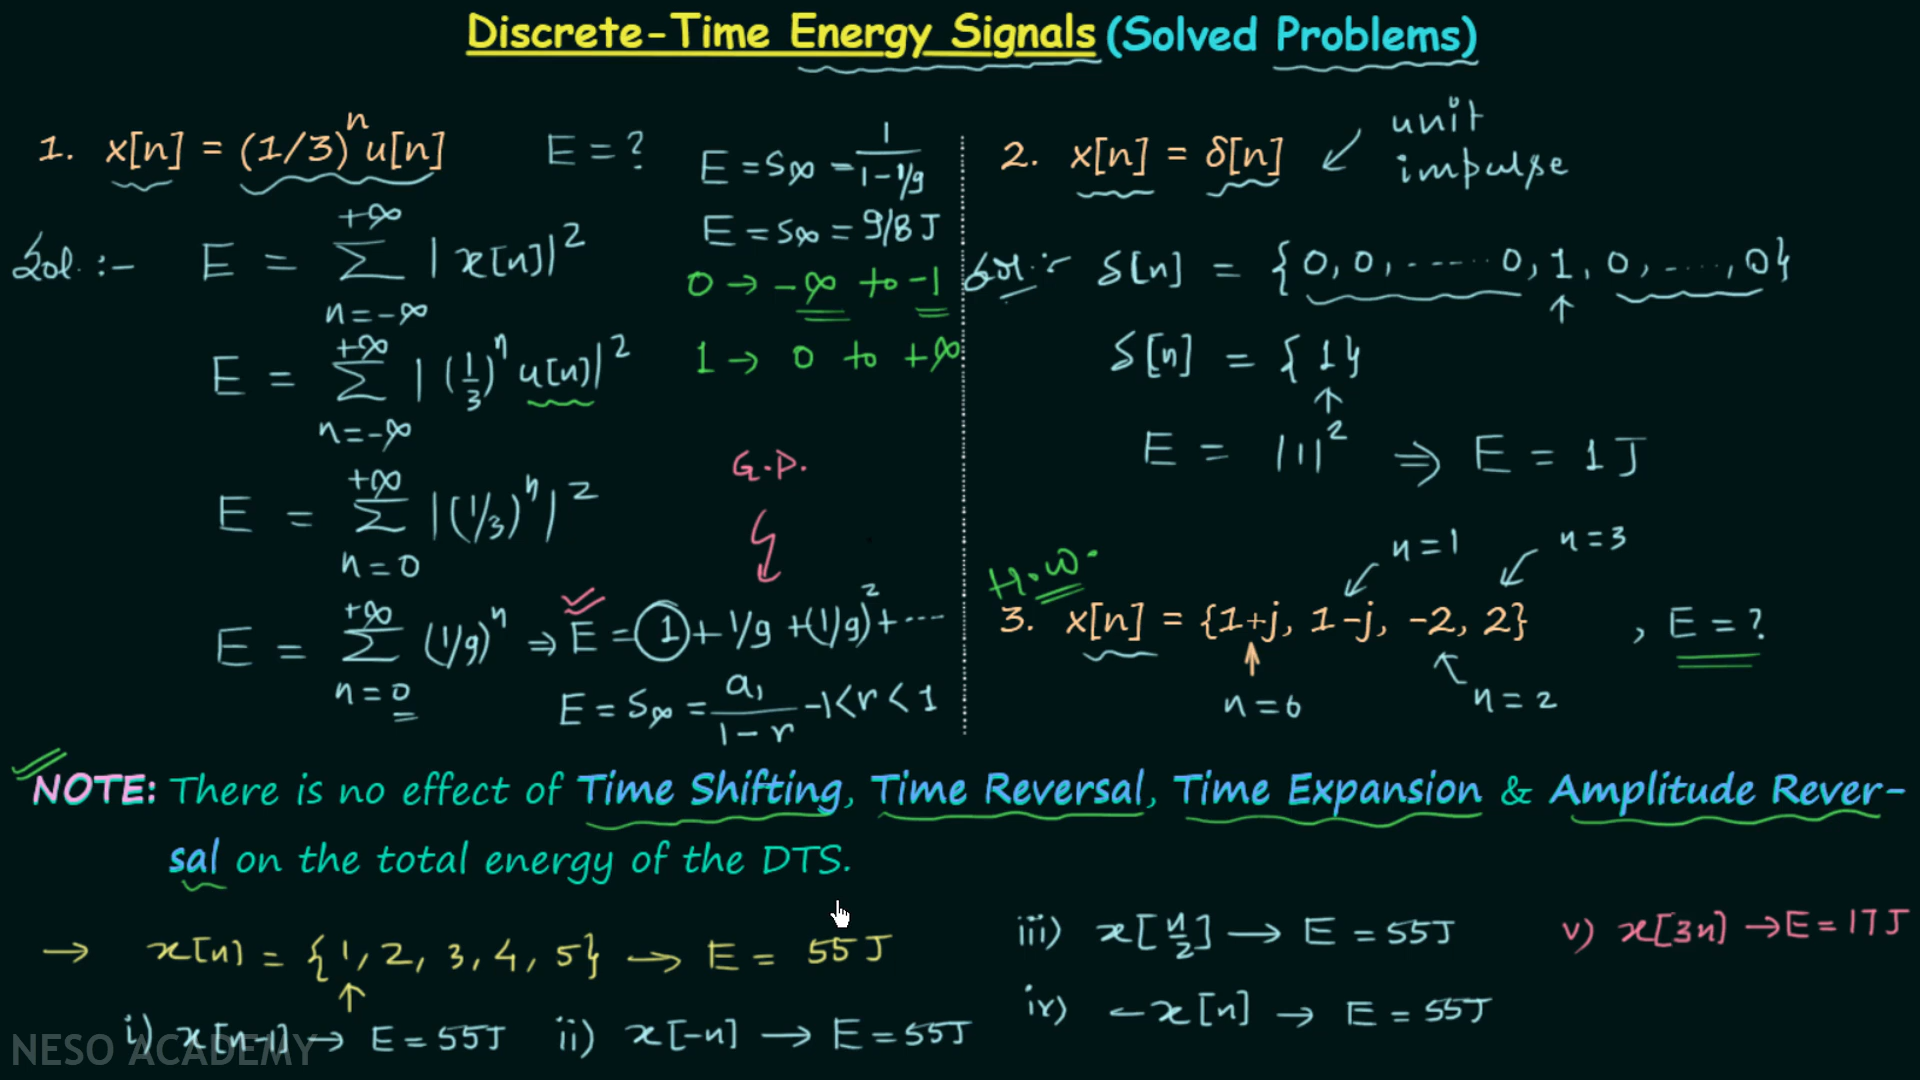 Discrete-Time Energy Signals (Solved Problems)
1. x[n] = (1/3)^n u[n]   E = ?
Sol. :-   E = Σ_{n=-∞}^{+∞} |x[n]|^2
E = Σ_{n=-∞}^{+∞} |(1/3)^n u[n]|^2
E = Σ_{n=0}^{+∞} |(1/3)^n|^2
E = Σ_{n=0}^{+∞} (1/9)^n ⇒ E = 1 + 1/9 + (1/9)^2 + ....
G.P.
E = S∞ = a₁/(1-r)   -1<r<1
E = S∞ = 1/(1-1/9)
E = S∞ = 9/8 J
0 → -∞ to -1
1 → 0 to +∞
2. x[n] = δ[n] ↙ unit
impulse
Sol :-   δ[n] = {0, 0, ...... 0, 1, 0, ....., 0}
↑
δ[n] = {1}
↑
E = |1|^2 ⇒ E = 1 J
H.W.
n=1   n=3
3. x[n] = {1+j, 1-j, -2, 2}   , E = ?
↑
n=0   n=2
NOTE: There is no effect of Time Shifting, Time Reversal, Time Expansion & Amplitude Rever-
sal on the total energy of the DTS.
→ x[n] = {1, 2, 3, 4, 5} → E = 55 J
↑
i) x[n-1] → E = 55J   ii) x[-n] → E = 55J
iii) x[n/2] → E = 55J
iv) -x[n] → E = 55J
v) x[3n] → E = 17J
NESO ACADEMY